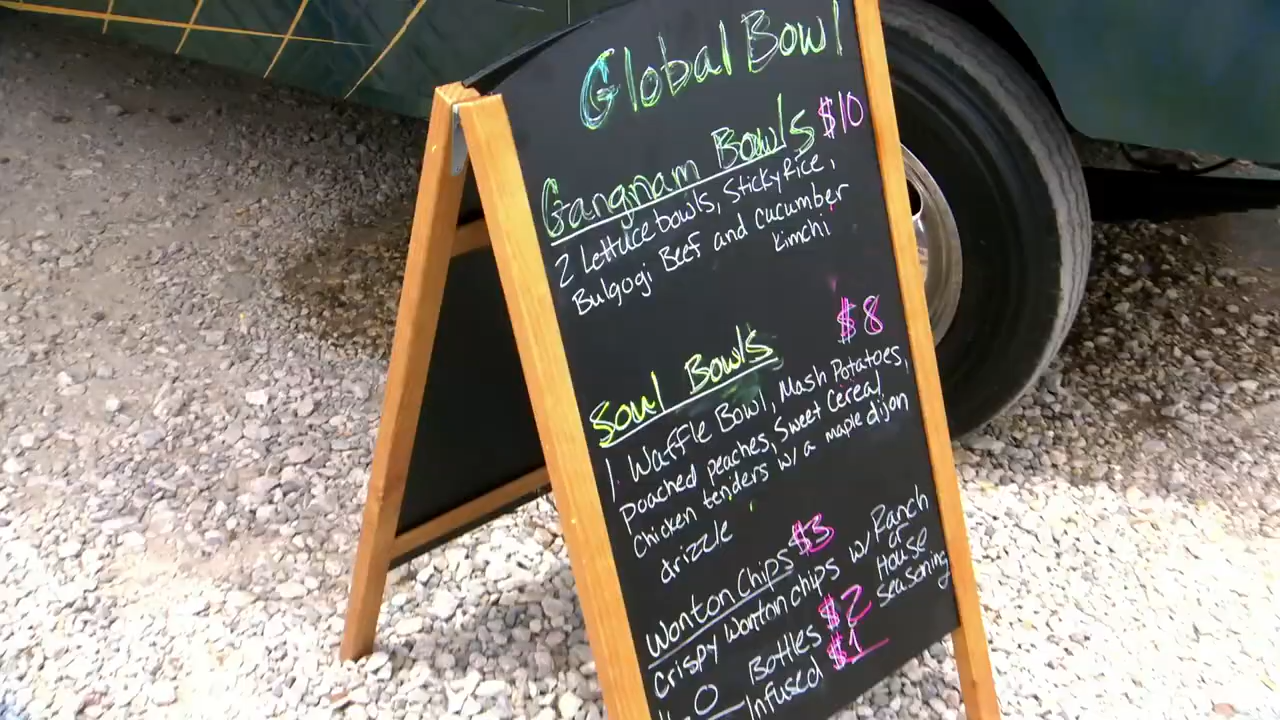 Global Bowl
Gangnam Bowls $10
2 Lettuce bowls, Sticky Rice,
Bulgogi Beef and cucumber
kimchi
Soul Bowls $8
1 Waffle Bowl, Mash Potatoes,
poached peaches, Sweet Cereal
Chicken tenders w/ a maple dijon
drizzle
Wonton Chips $3
crispy wonton chips w/ Ranch
or
House
seasoning
Bottles $2
Infused $1